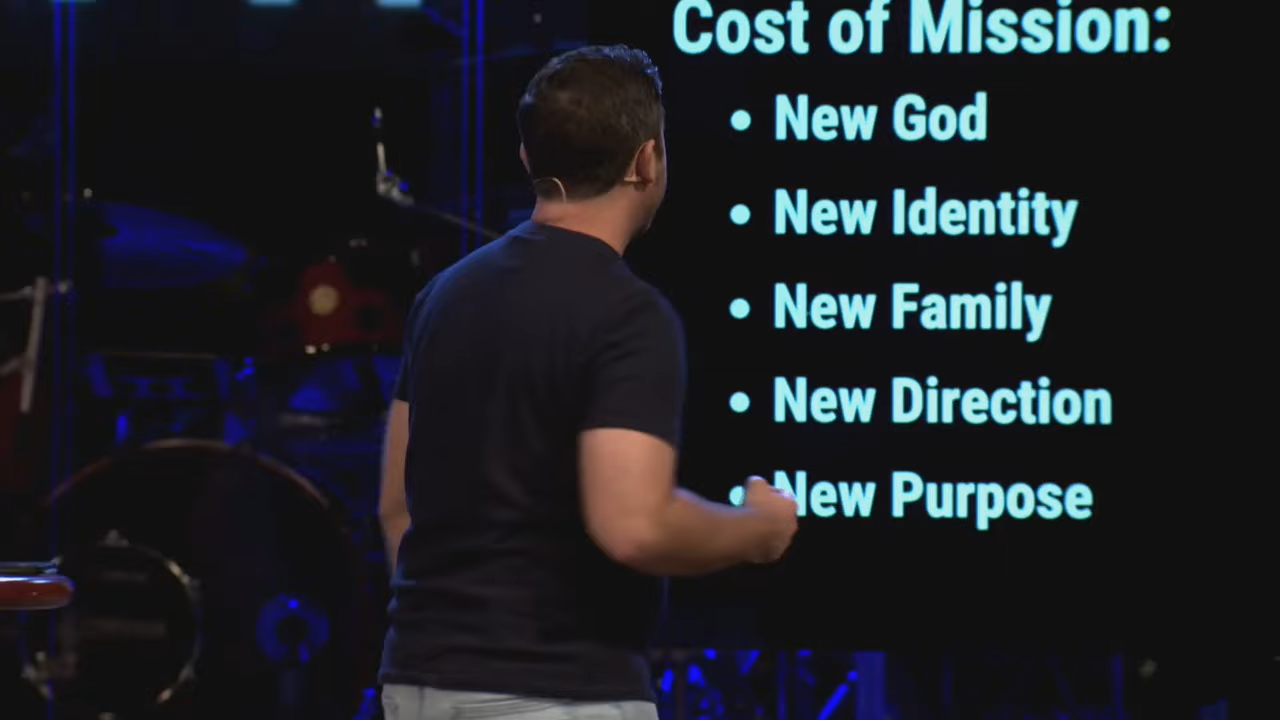 Cost of Mission:
• New God
• New Identity
• New Family
• New Direction
• New Purpose